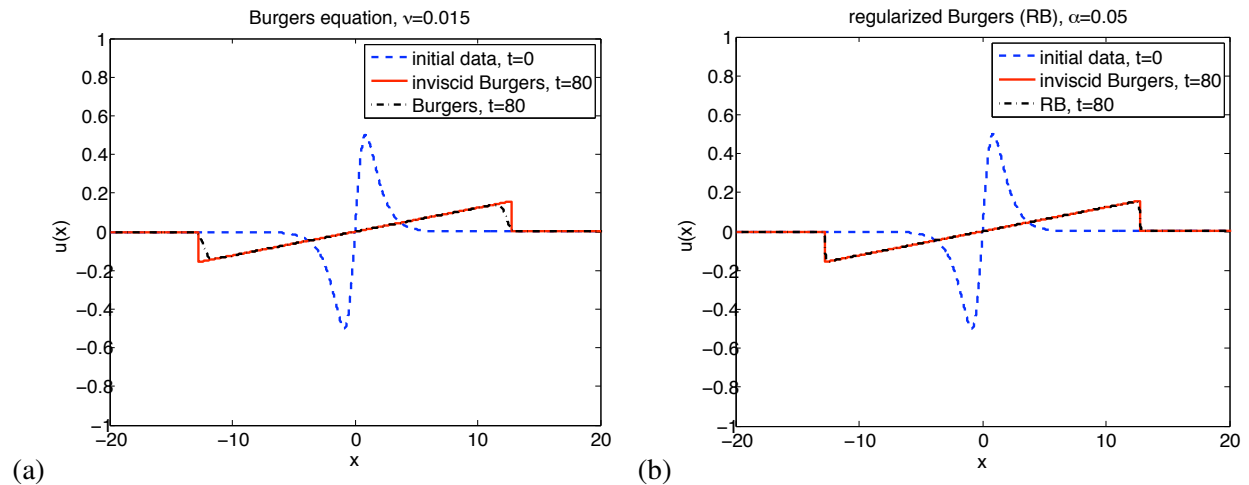 Burgers equation, ν=0.015
1
0.8
0.6
0.4
0.2
0
−0.2
−0.4
−0.6
−0.8
−1
u(x)
initial data, t=0
inviscid Burgers, t=80
Burgers, t=80
−20
−10
0
10
20
x
(a)
regularized Burgers (RB), α=0.05
1
0.8
0.6
0.4
0.2
0
−0.2
−0.4
−0.6
−0.8
−1
u(x)
initial data, t=0
inviscid Burgers, t=80
RB, t=80
−20
−10
0
10
20
x
(b)